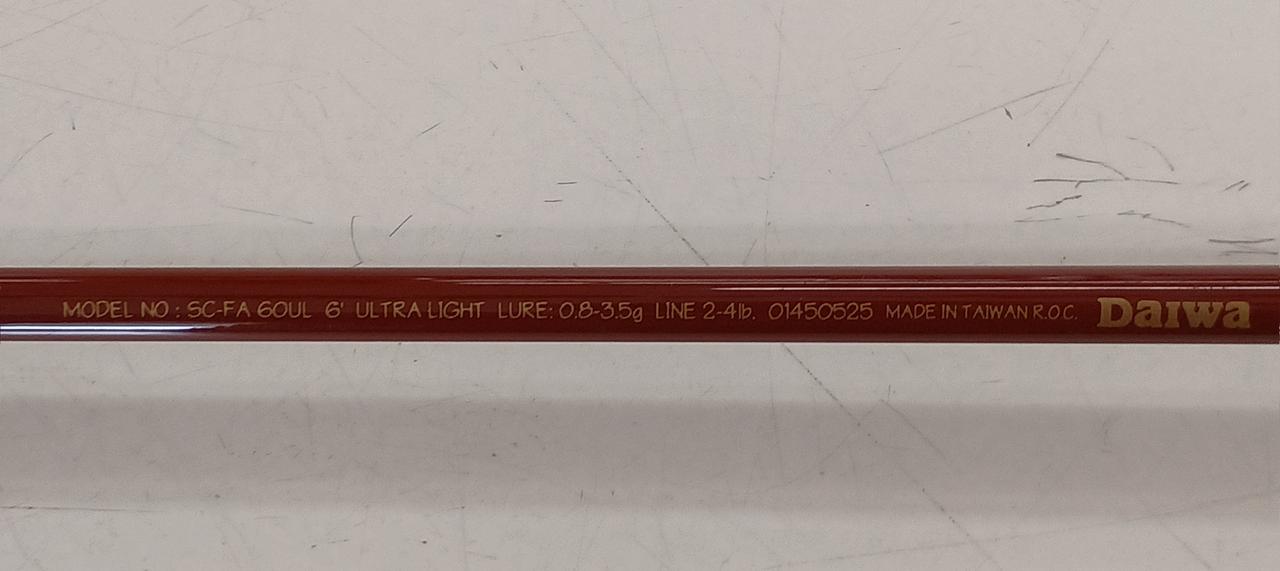 MODEL NO : SC-FA 60UL 6' ULTRA LIGHT LURE: 0.8-3.5g LINE 2-4lb. 01450525 MADE IN TAIWAN R.O.C. Daiwa